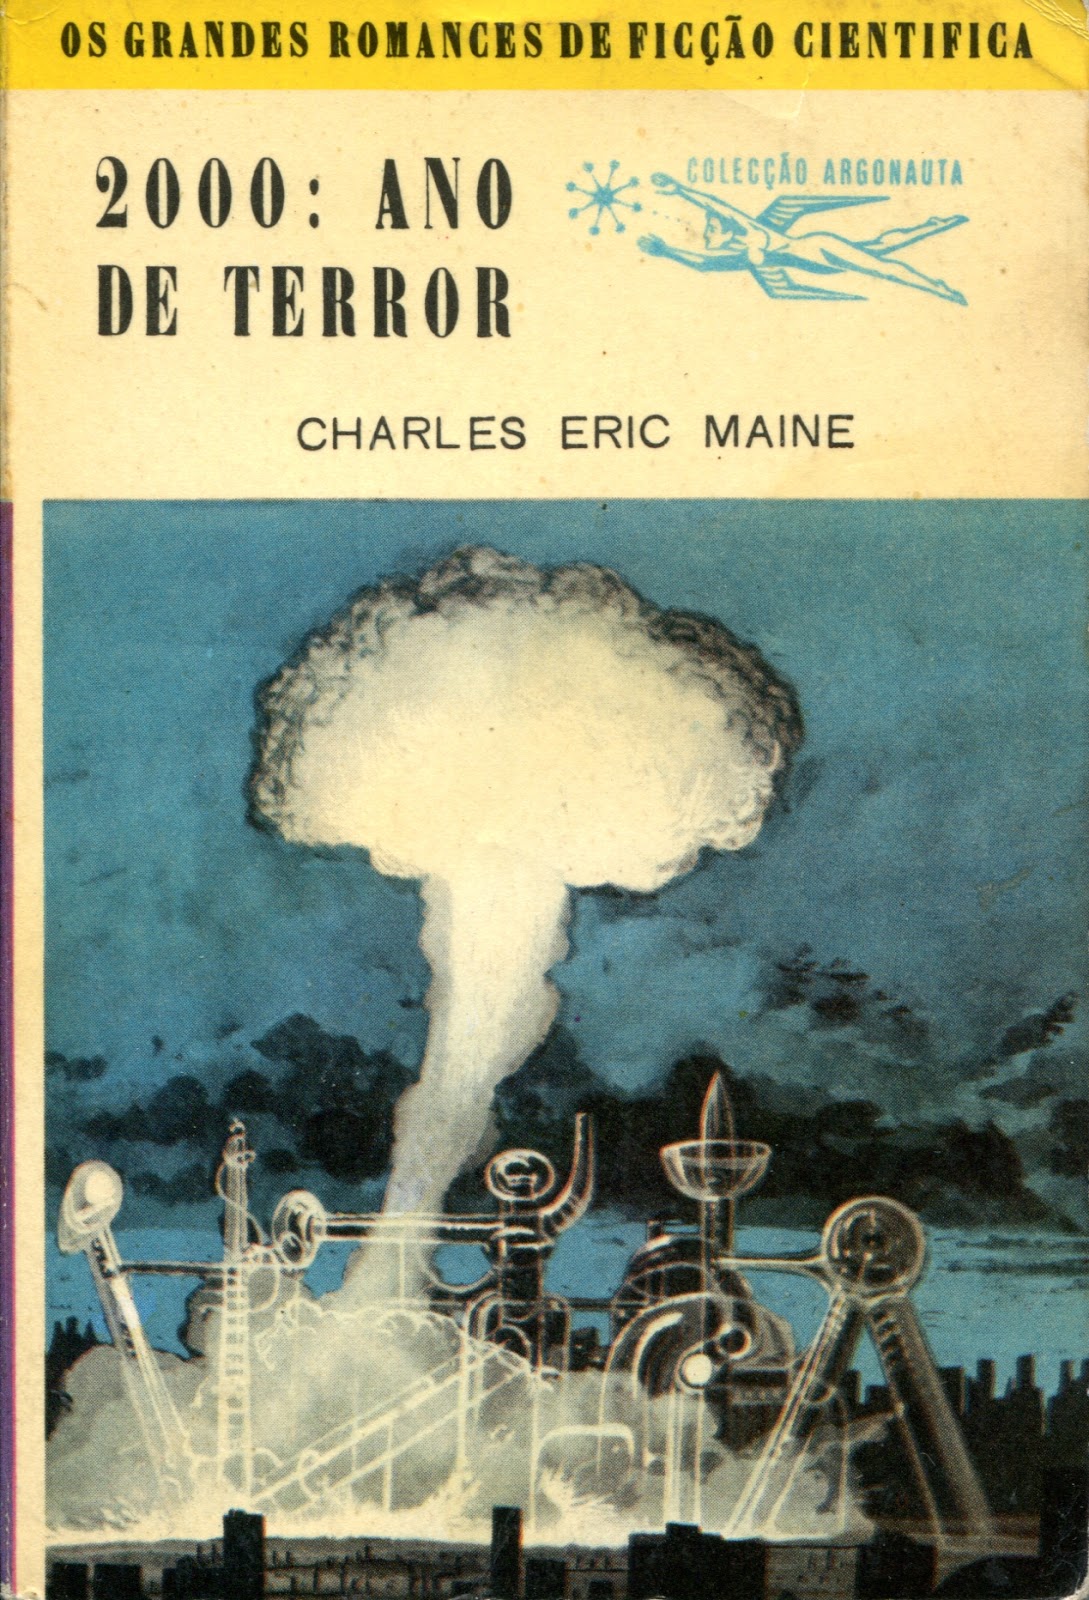 OS GRANDES ROMANCES DE FICÇÃO CIENTIFICA
2000: ANO
DE TERROR
COLECÇÃO ARGONAUTA
CHARLES ERIC MAINE